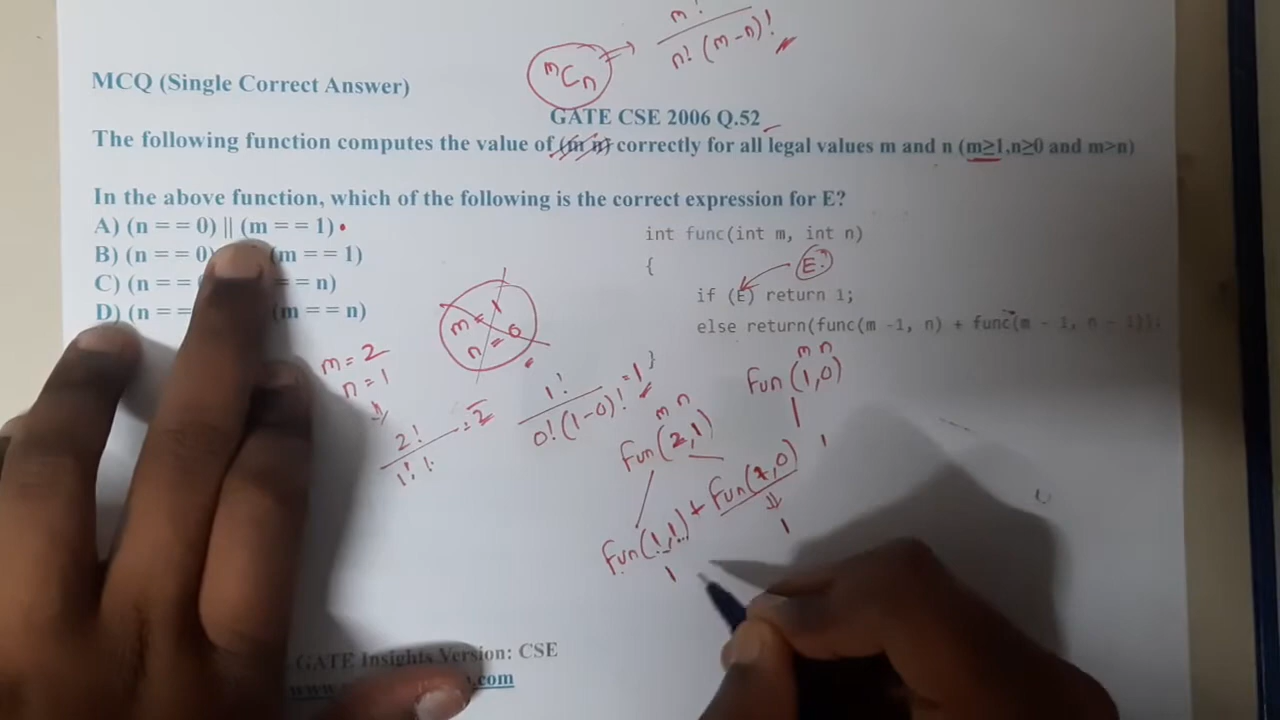 m!
mCn ⇒ n! (m-n)!
MCQ (Single Correct Answer)
GATE CSE 2006 Q.52
The following function computes the value of (m n) correctly for all legal values m and n (m≥1,n≥0 and m>n)
In the above function, which of the following is the correct expression for E?
A) (n = = 0) || (m = = 1)
B) (n = = 0) m = = 1)
C) (n = = = = n)
D) (n = = (m == n)
int func(int m, int n)
{
E?
if (E) return 1;
else return(func(m -1, n) + func(m - 1, n - 1));
}
m = 1
n = 0
m = 2
n = 1
2!
1! 1. = 2
1!
0! (1-0)! = 1
m n
Fun(1,0)
1
m n
Fun(2,1)
Fun(1,1) + Fun(1,0)
1 1
GATE Insights Version: CSE
.com